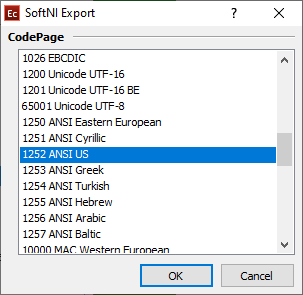 Ec SoftNI Export
CodePage
1026 EBCDIC
1200 Unicode UTF-16
1201 Unicode UTF-16 BE
65001 Unicode UTF-8
1250 ANSI Eastern European
1251 ANSI Cyrillic
1252 ANSI US
1253 ANSI Greek
1254 ANSI Turkish
1255 ANSI Hebrew
1256 ANSI Arabic
1257 ANSI Baltic
10000 MAC Western European
OK Cancel